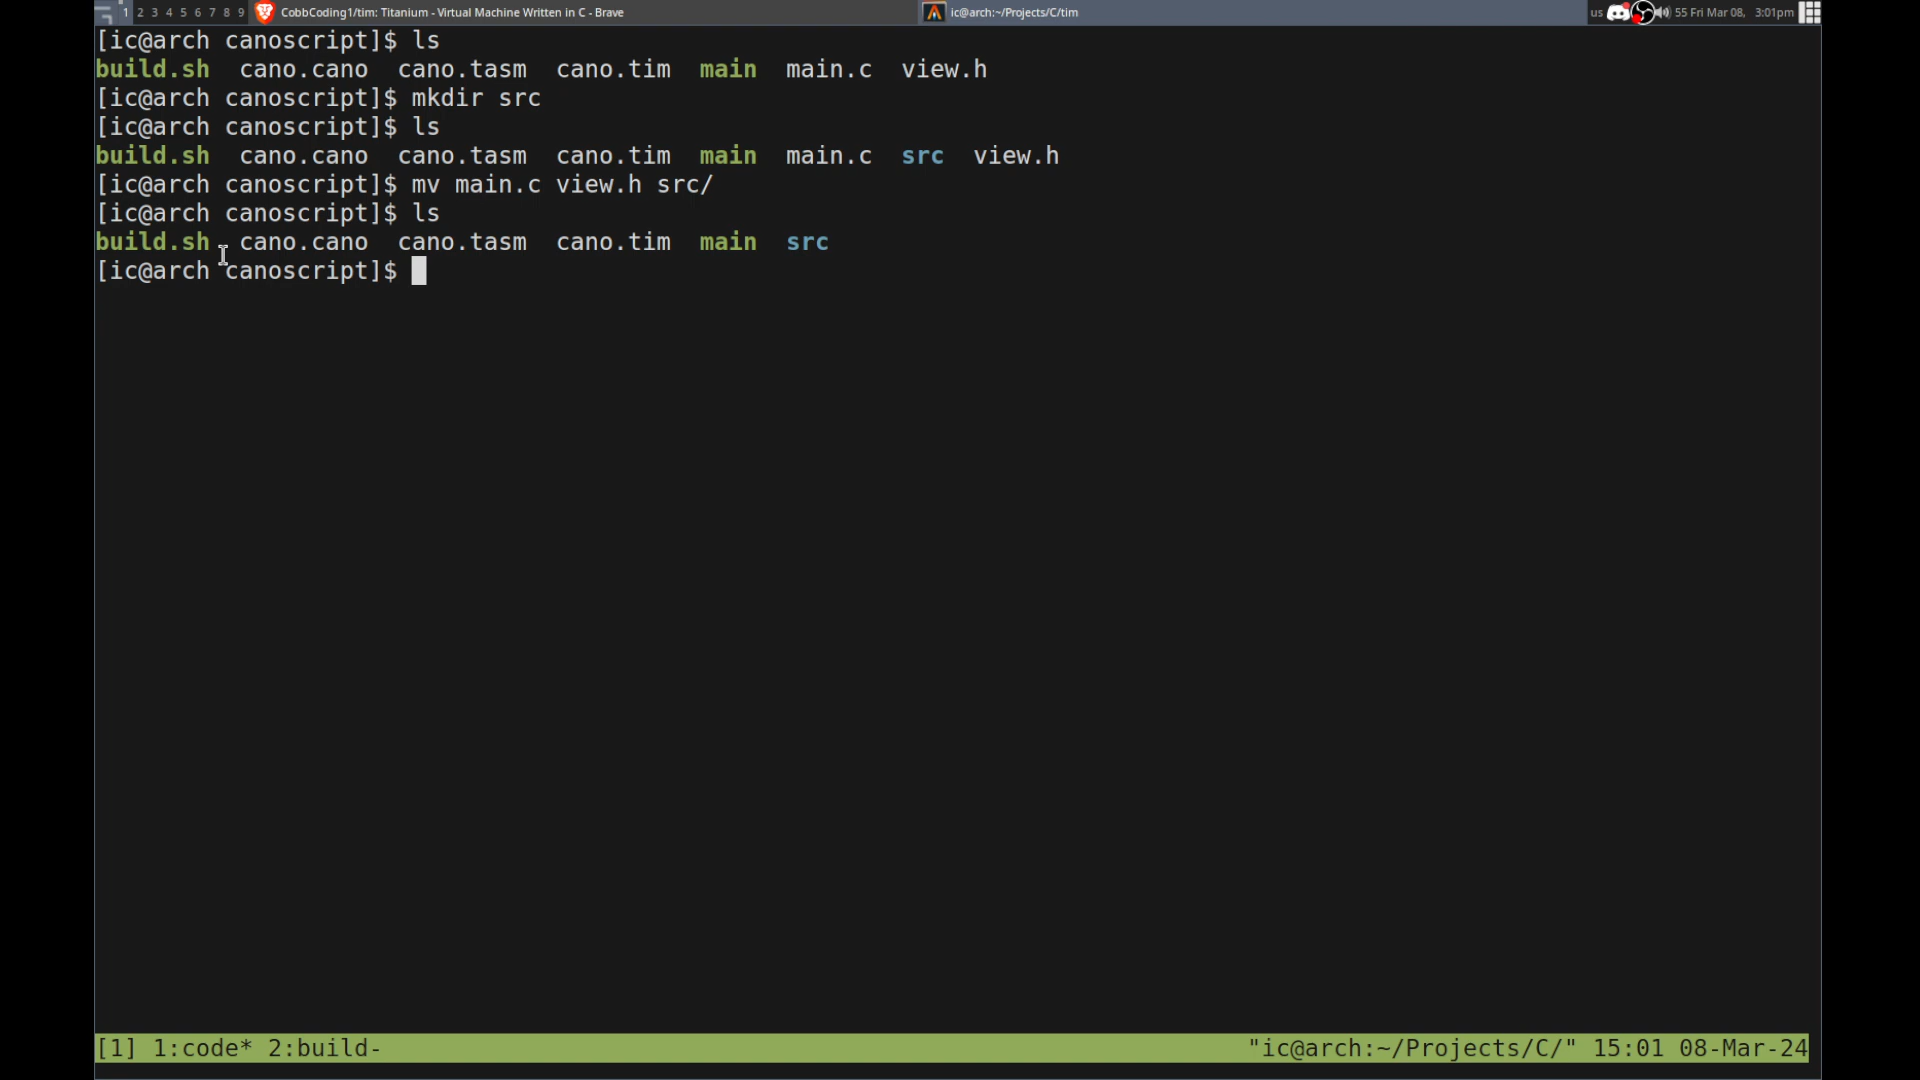 1 2 3 4 5 6 7 8 9 CobbCoding1/tim: Titanium - Virtual Machine Written in C - Brave ic@arch:~/Projects/C/tim us 55 Fri Mar 08, 3:01pm
[ic@arch canoscript]$ ls
build.sh cano.cano cano.tasm cano.tim main main.c view.h
[ic@arch canoscript]$ mkdir src
[ic@arch canoscript]$ ls
build.sh cano.cano cano.tasm cano.tim main main.c src view.h
[ic@arch canoscript]$ mv main.c view.h src/
[ic@arch canoscript]$ ls
build.sh cano.cano cano.tasm cano.tim main src
[ic@arch canoscript]$
[1] 1:code* 2:build- "ic@arch:~/Projects/C/" 15:01 08-Mar-24